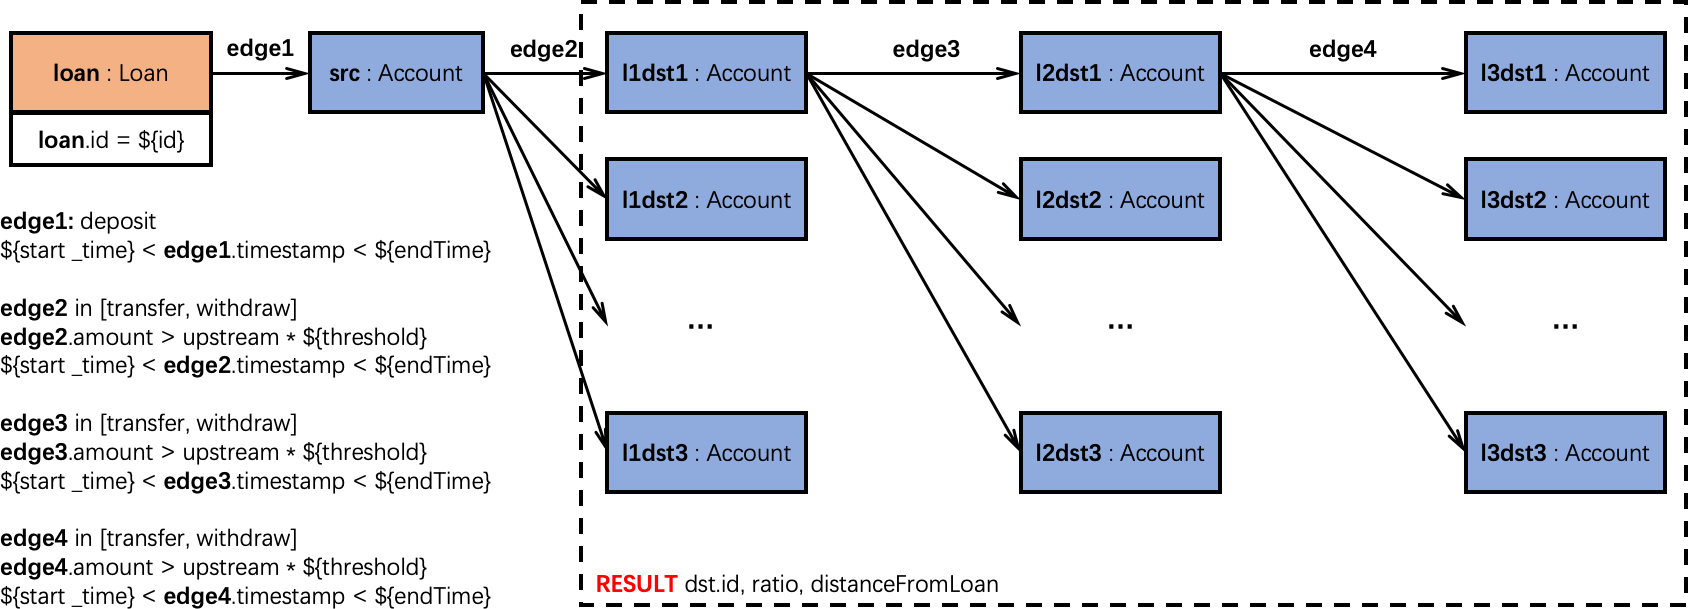 edge1
edge2
edge3
edge4
loan : Loan
src : Account
l1dst1 : Account
l2dst1 : Account
l3dst1 : Account
loan.id = ${id}
l1dst2 : Account
l2dst2 : Account
l3dst2 : Account
edge1: deposit
${start _time} < edge1.timestamp < ${endTime}
edge2 in [transfer, withdraw]
edge2.amount > upstream * ${threshold}
${start _time} < edge2.timestamp < ${endTime}
...
...
...
edge3 in [transfer, withdraw]
edge3.amount > upstream * ${threshold}
${start _time} < edge3.timestamp < ${endTime}
l1dst3 : Account
l2dst3 : Account
l3dst3 : Account
edge4 in [transfer, withdraw]
edge4.amount > upstream * ${threshold}
${start _time} < edge4.timestamp < ${endTime}
RESULT dst.id, ratio, distanceFromLoan